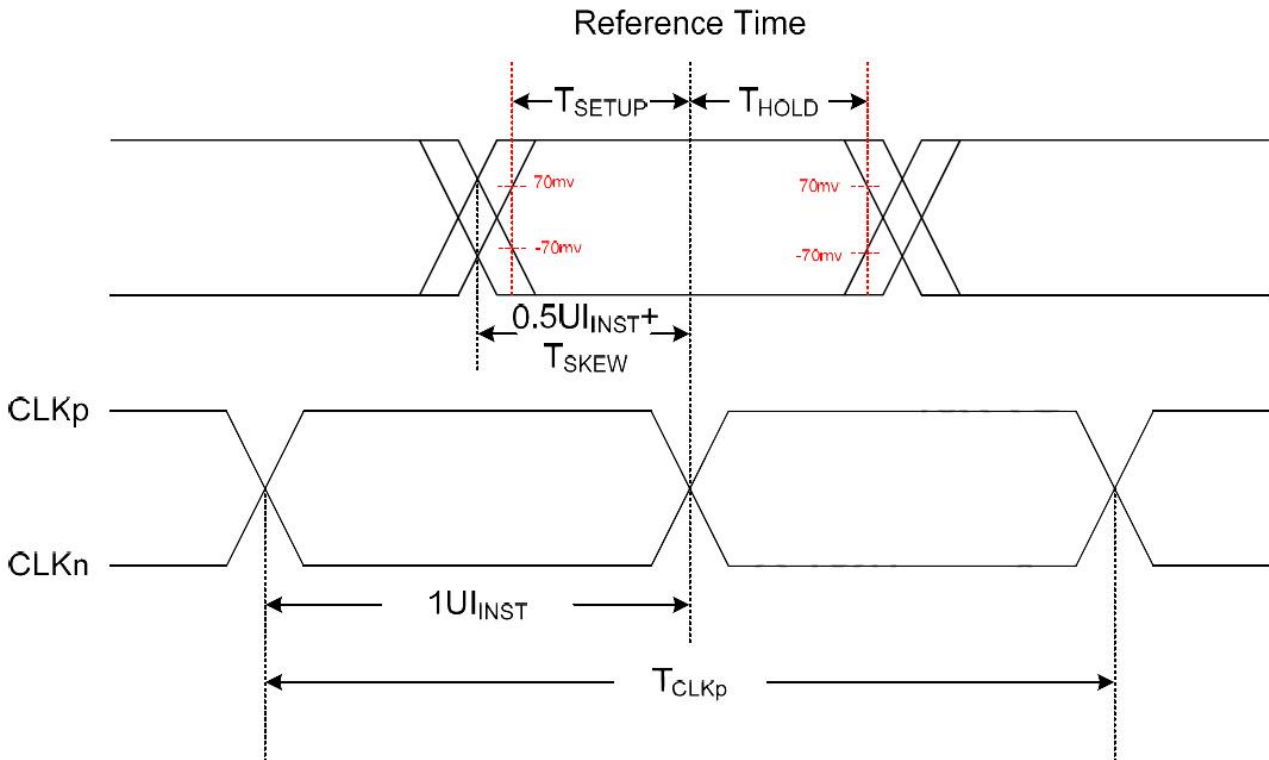 Reference Time
TSETUP
THOLD
70mv
70mv
-70mv
-70mv
0.5UIINST+
TSKEW
CLKp
CLKn
1UIINST
TCLKp